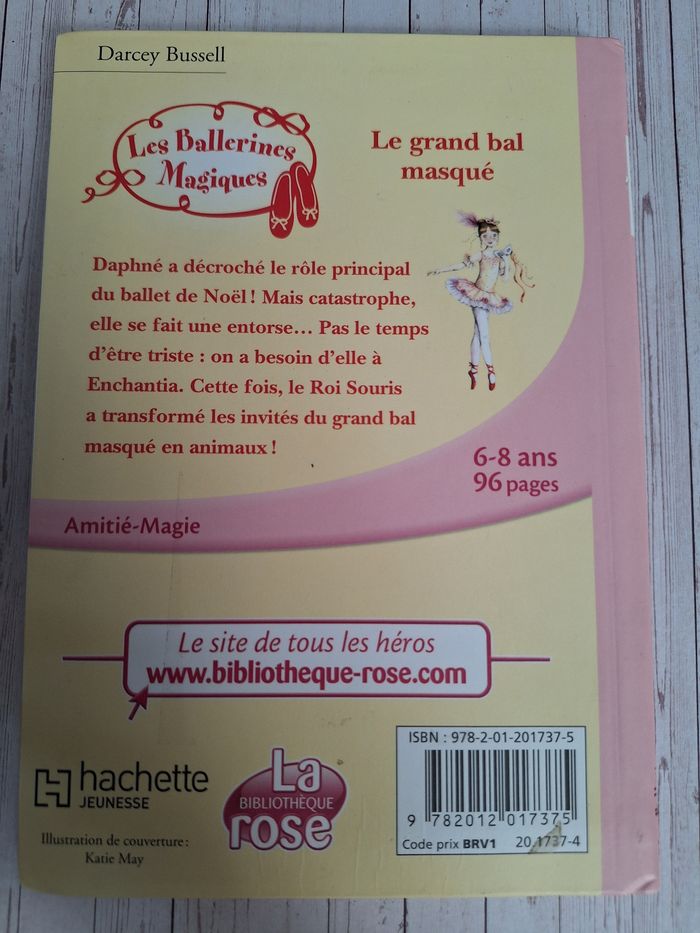 Darcey Bussell
Les Ballerines
Magiques
Le grand bal
masqué
Daphné a décroché le rôle principal
du ballet de Noël ! Mais catastrophe,
elle se fait une entorse… Pas le temps
d'être triste : on a besoin d'elle à
Enchantia. Cette fois, le Roi Souris
a transformé les invités du grand bal
masqué en animaux !
6-8 ans
96 pages
Amitié-Magie
Le site de tous les héros
www.bibliotheque-rose.com
hachette
JEUNESSE
Illustration de couverture :
Katie May
La
BIBLIOTHÈQUE
rose
ISBN : 978-2-01-201737-5
9 782012 017375
Code prix BRV1 20.1737-4